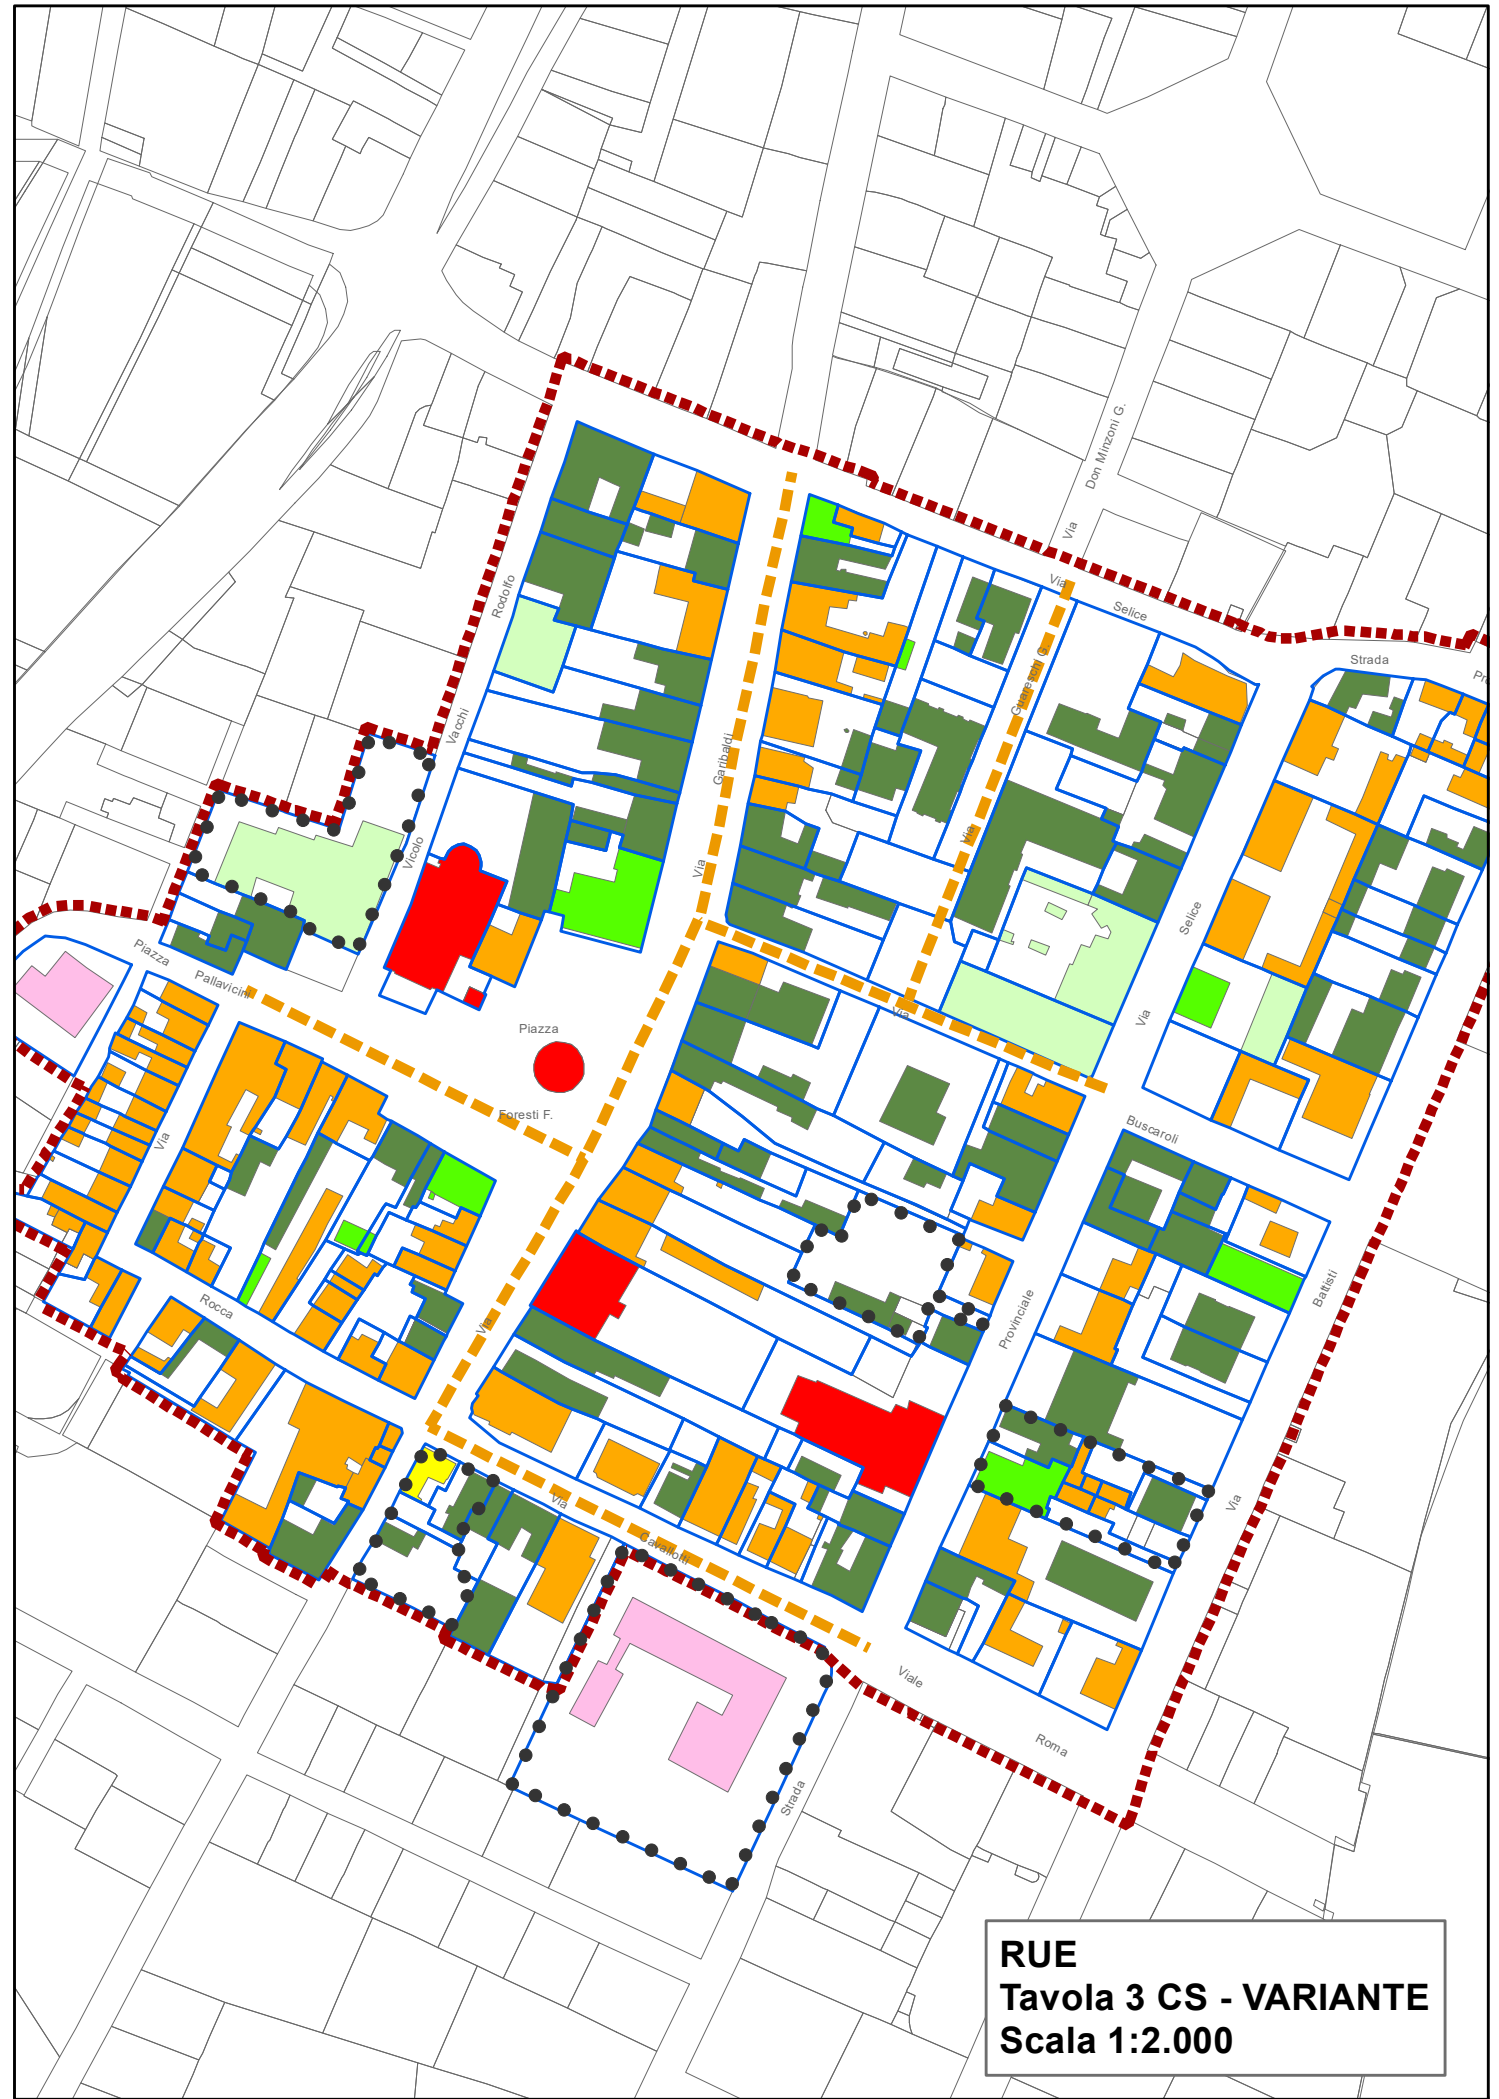 Don Minzoni G.
Via
Via
Selice
Rodolfo
Guareschi G.
Strada
Vacchi
Garibaldi
Vicolo
Via
Via
Selice
Piazza
Pallavicini
Via
Via
Piazza
Foresti F.
Buscaroli
Via
Rocca
Battisti
Provinciale
Via
Via
Via
Cavallotti
Viale
Roma
Strada
RUE
Tavola 3 CS - VARIANTE
Scala 1:2.000